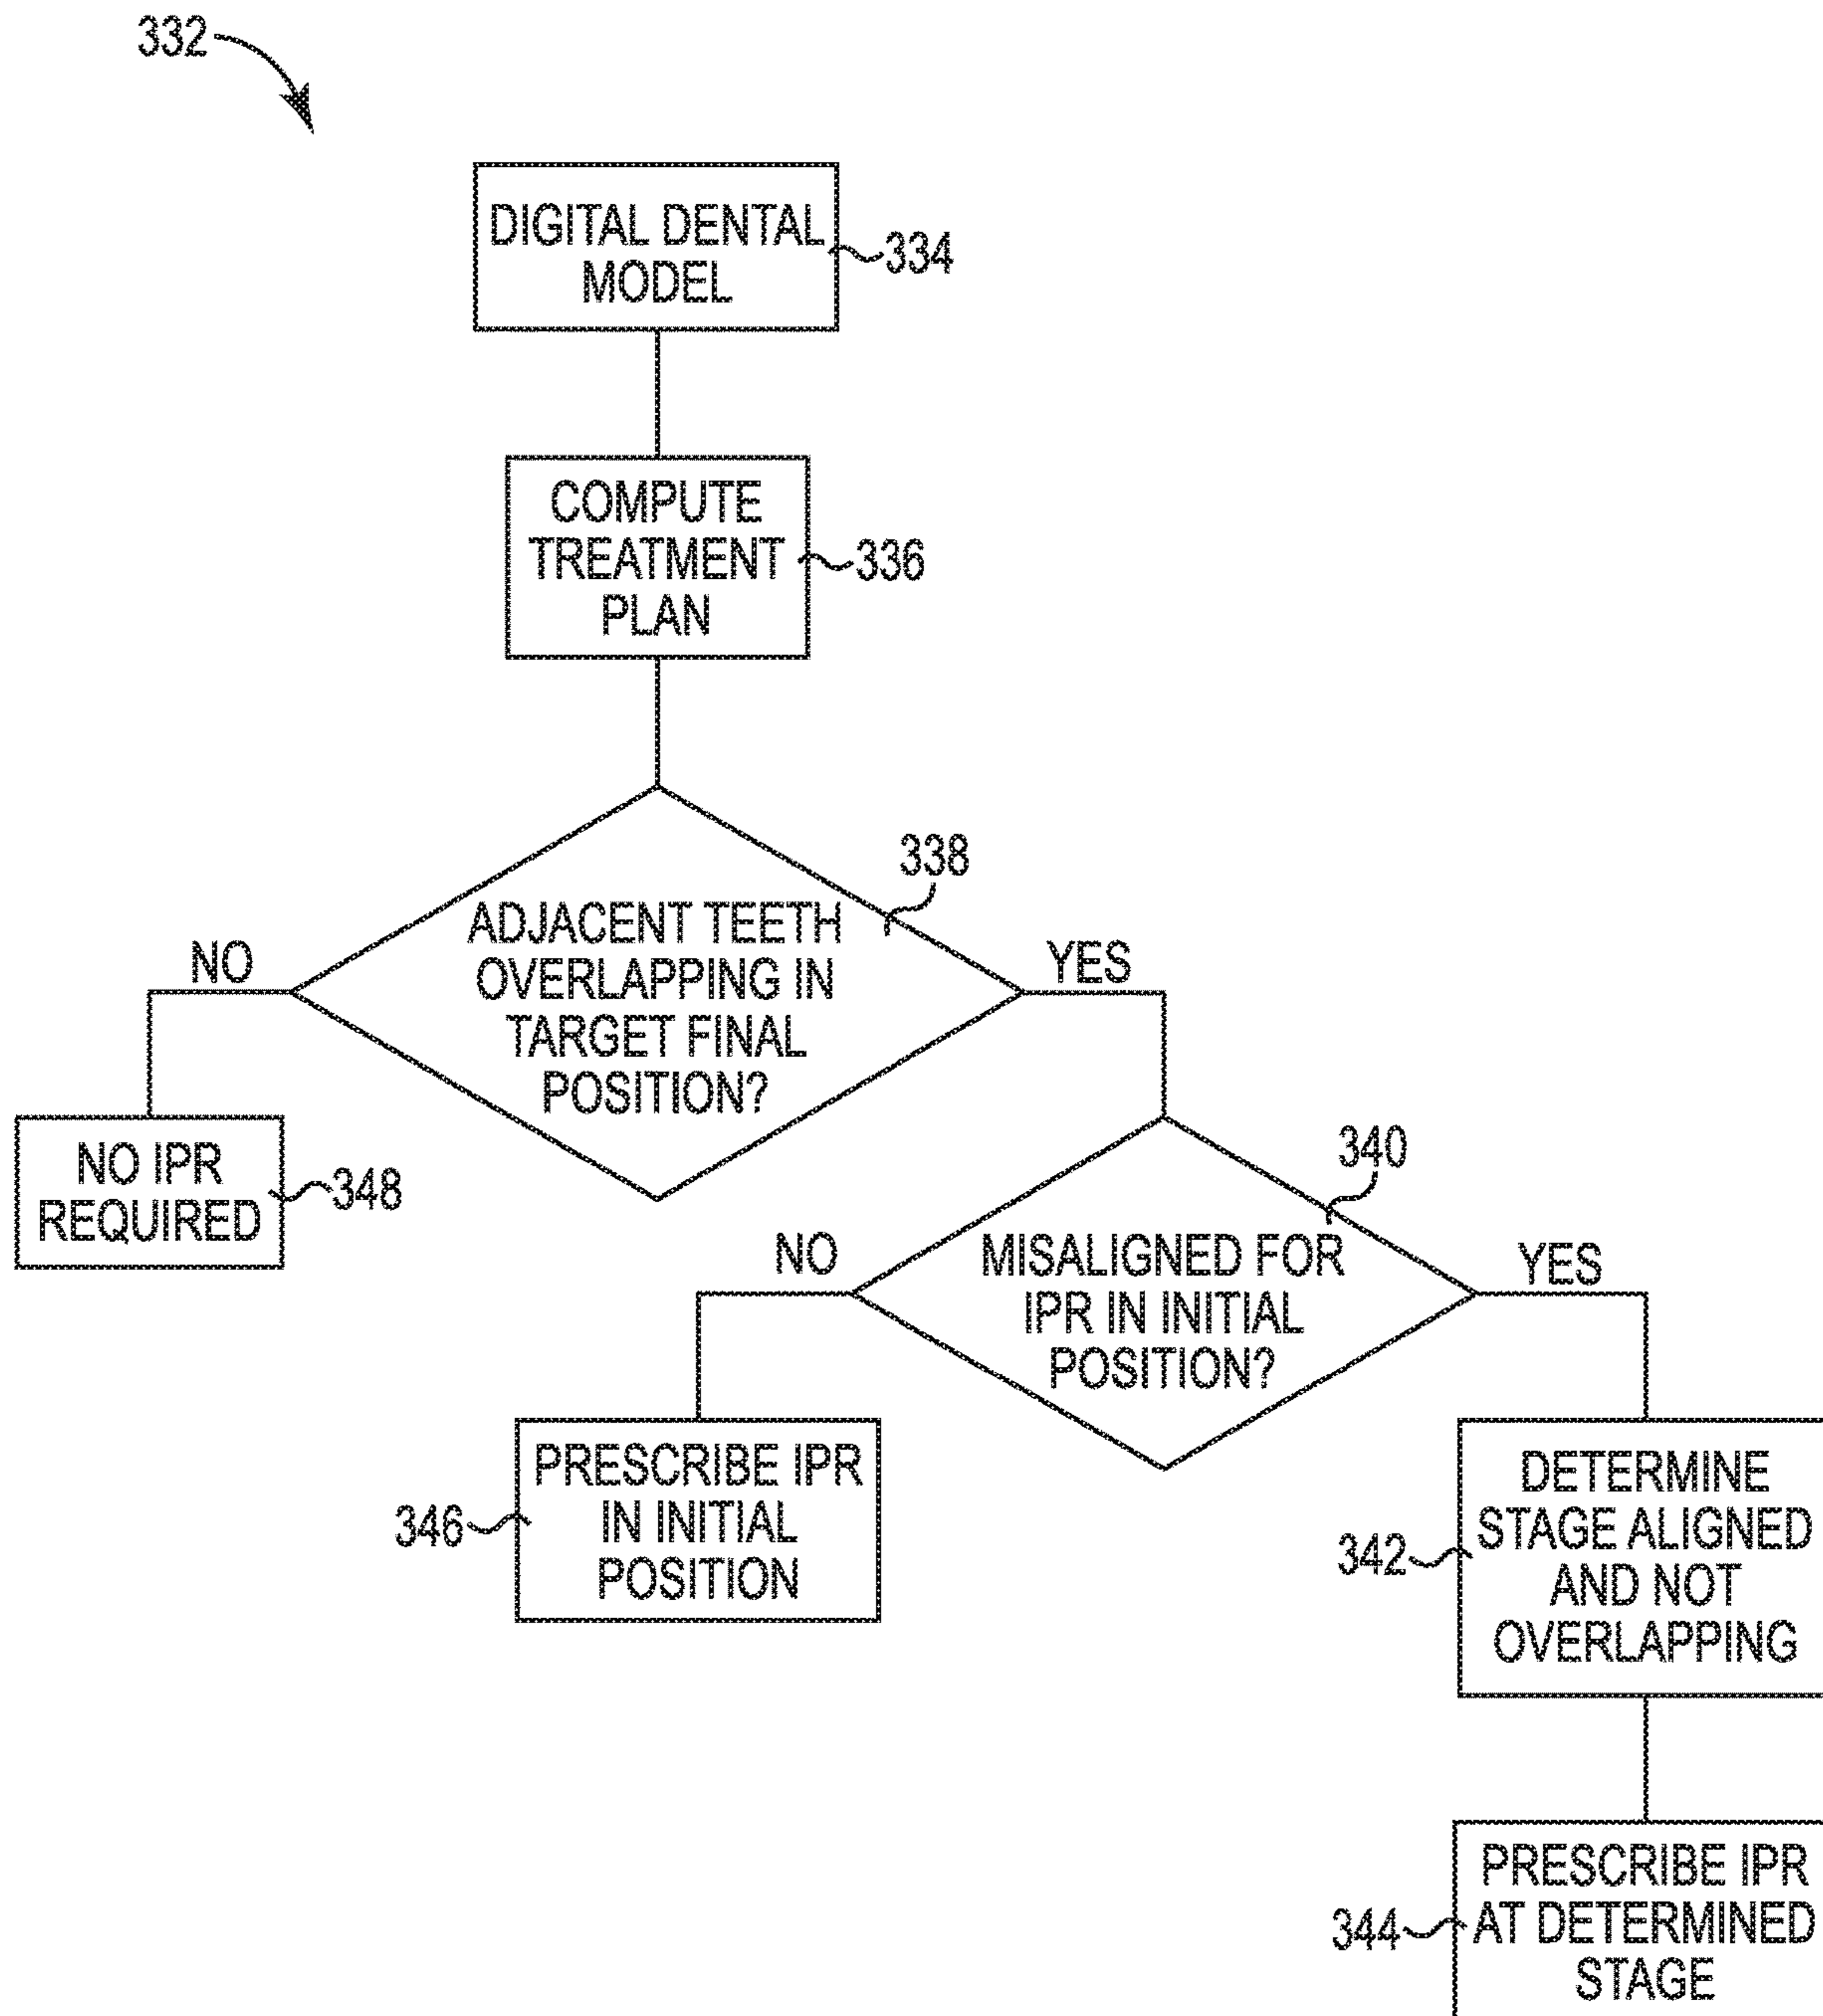 332
DIGITAL DENTAL
MODEL
334
COMPUTE
TREATMENT
PLAN
336
338
ADJACENT TEETH
OVERLAPPING IN
TARGET FINAL
POSITION?
NO
YES
NO IPR
REQUIRED
348
340
MISALIGNED FOR
IPR IN INITIAL
POSITION?
NO
YES
PRESCRIBE IPR
IN INITIAL
POSITION
346
DETERMINE
STAGE ALIGNED
AND NOT
OVERLAPPING
342
PRESCRIBE IPR
AT DETERMINED
STAGE
344